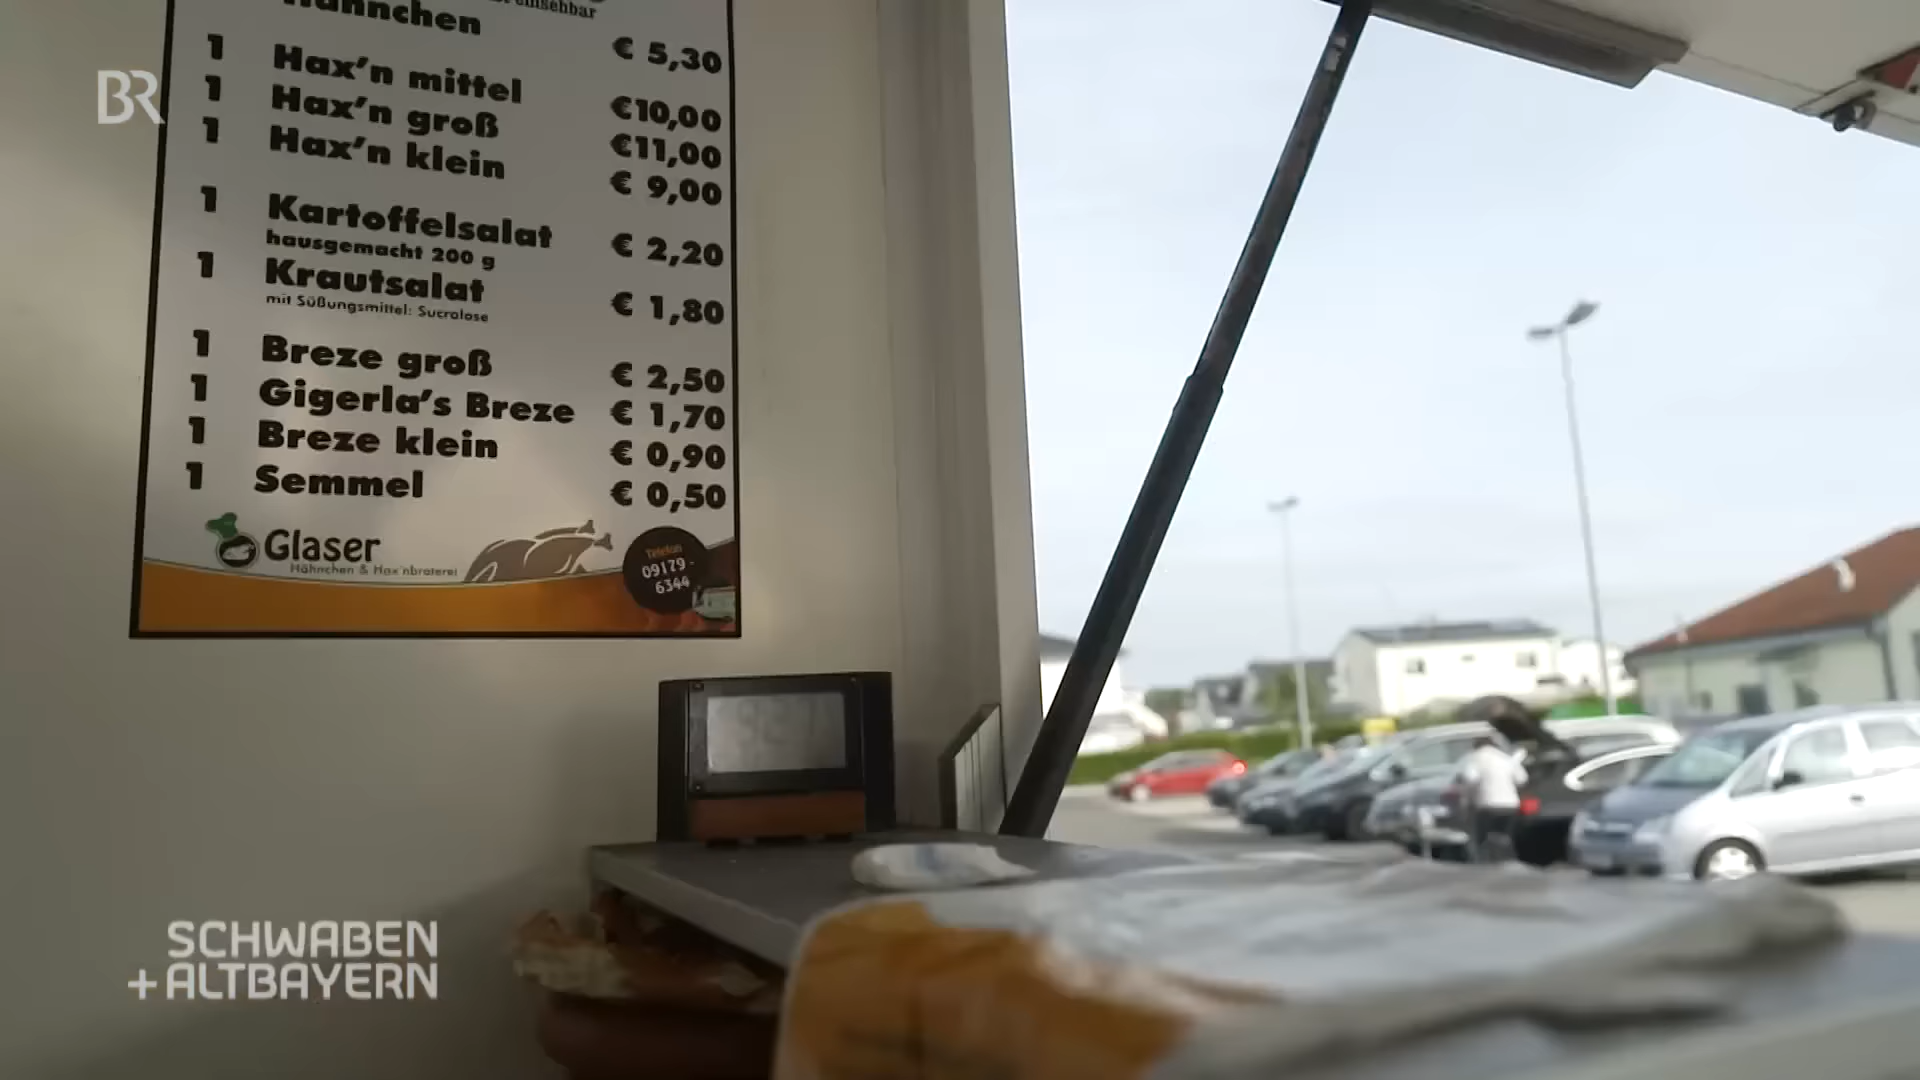 einsehbar
Hähnchen € 5,30
1 Hax'n mittel €10,00
1 Hax'n groß €11,00
1 Hax'n klein € 9,00
1 Kartoffelsalat € 2,20
hausgemacht 200 g
1 Krautsalat € 1,80
mit Süßungsmittel: Sucralose
1 Breze groß € 2,50
1 Gigerla's Breze € 1,70
1 Breze klein € 0,90
1 Semmel € 0,50
Glaser
Hähnchen & Hax'nbraterei
Telefon
09179 -
6344
BR
SCHWABEN
+ALTBAYERN